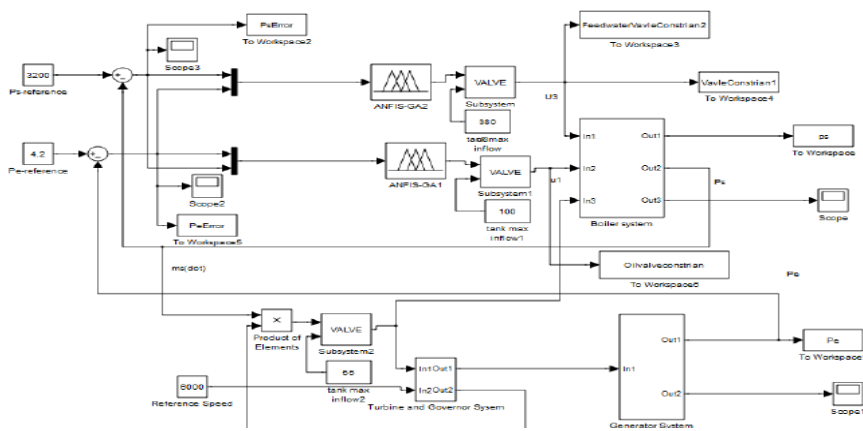 PsError
To Workspace2
FeedwaterVavleConstrian2
To Workspace3
Scope3
3200
Ps-reference
ANFIS-GA2
VALVE
Subsystem
U3
VavleConstrian1
To Workspace4
380
inflow
In1
Out1
ps
To Workspace
4.2
Pe-reference
ANFIS-GA1
VALVE
Subsystem1
u1
In2
Out2
Ps
Scope2
100
tank max
inflow1
In3
Out3
Boiler system
Scope
PeError
To Workspace5
ms(dot)
Oilvalveconstrian
To Workspace6
Pe
×
Product of
Elements
VALVE
Subsystem2
tank max
inflow2
In1
Out1
In2
Out2
Turbine and Governor Sysem
Reference Speed
In1
Out1
Out2
Generator System
Pe
To Workspace
Scope1